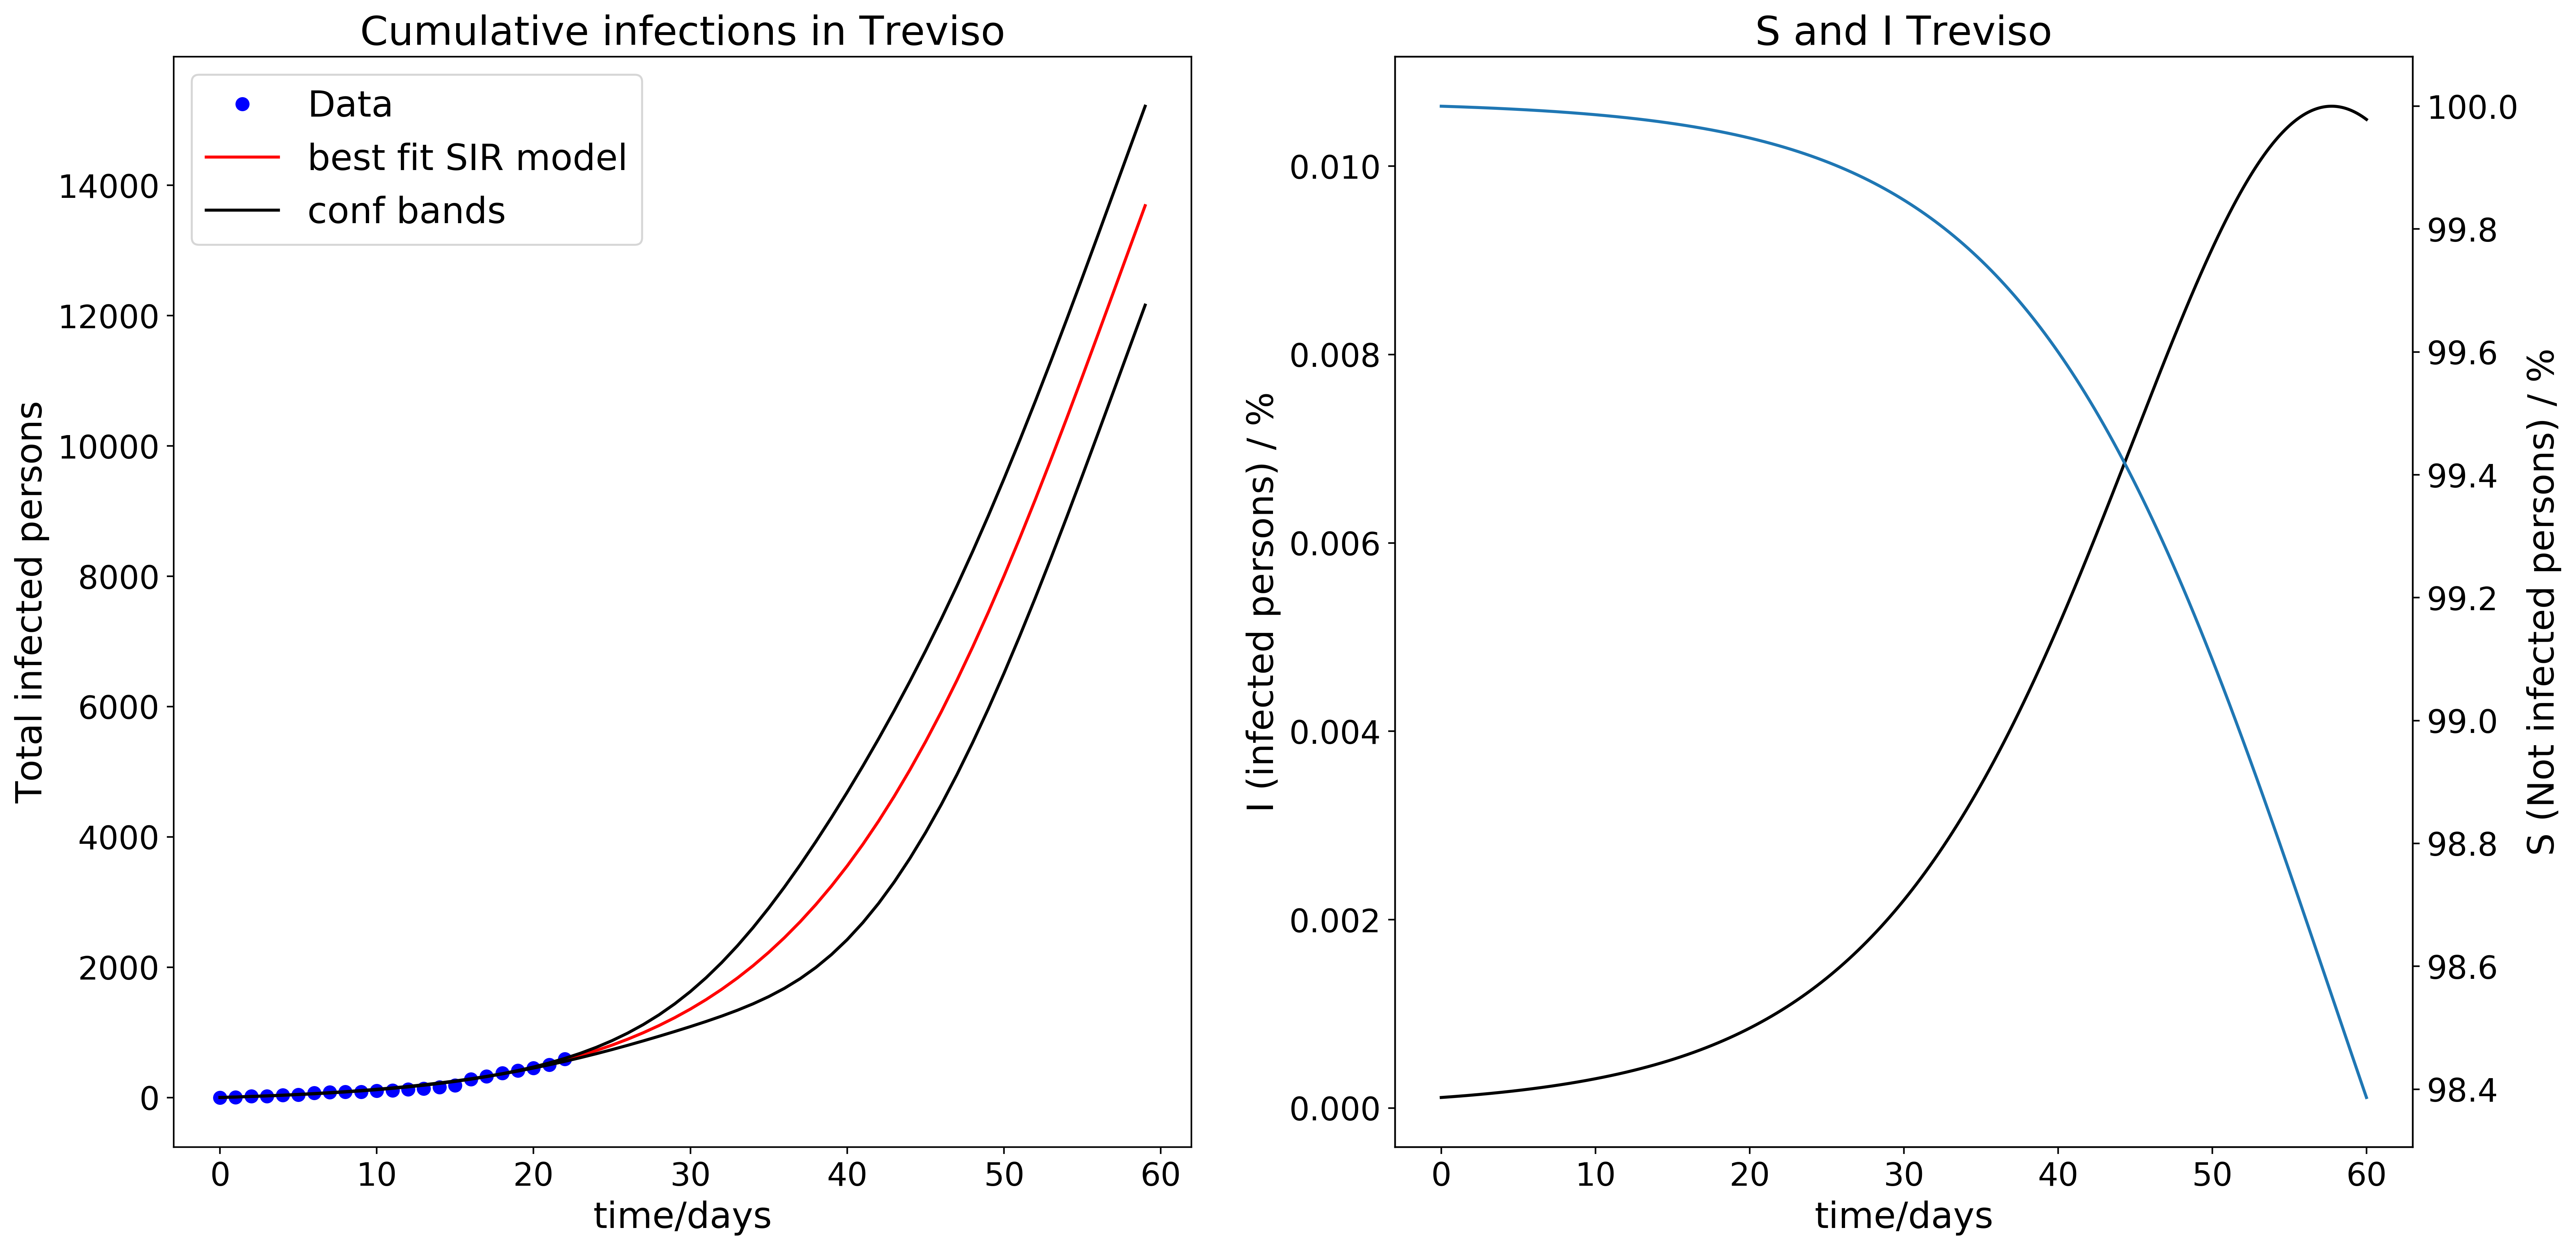 Cumulative infections in Treviso
Data
best fit SIR model
conf bands
14000
12000
10000
8000
6000
4000
2000
0
Total infected persons
0 10 20 30 40 50 60
time/days
S and I Treviso
0.010
0.008
0.006
0.004
0.002
0.000
I (infected persons) / %
100.0
99.8
99.6
99.4
99.2
99.0
98.8
98.6
98.4
S (Not infected persons) / %
0 10 20 30 40 50 60
time/days